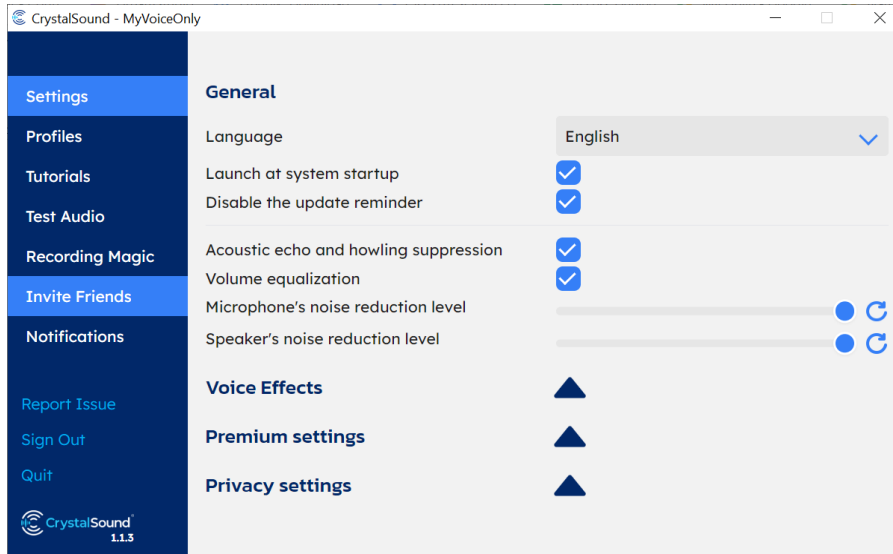 CrystalSound - MyVoiceOnly
Settings
Profiles
Tutorials
Test Audio
Recording Magic
Invite Friends
Notifications
Report Issue
Sign Out
Quit
CrystalSound
1.1.3
General
Language English
Launch at system startup
Disable the update reminder
Acoustic echo and howling suppression
Volume equalization
Microphone's noise reduction level
Speaker's noise reduction level
Voice Effects
Premium settings
Privacy settings